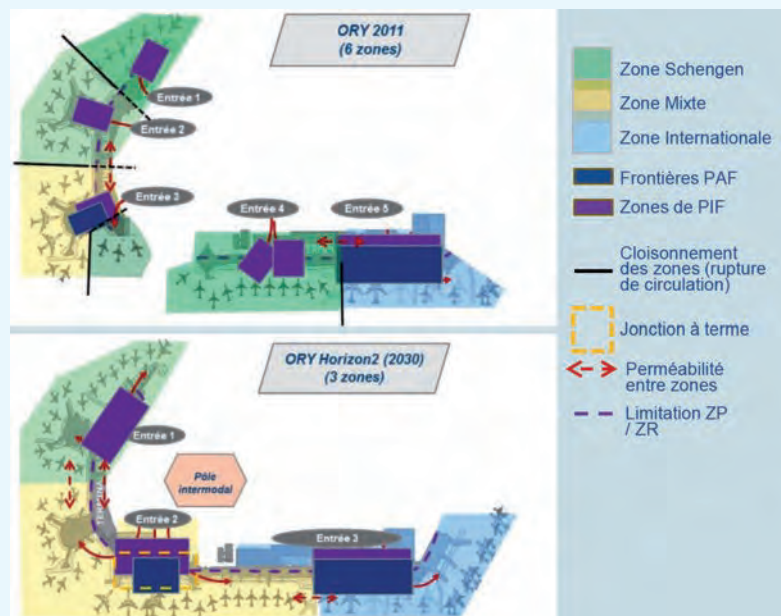 ORY 2011
(6 zones)
Entrée 1
Entrée 2
Entrée 3
Entrée 4
Entrée 5
ORY Horizon2 (2030)
(3 zones)
Entrée 1
Pôle
intermodal
Entrée 2
Entrée 3
Zone Schengen
Zone Mixte
Zone Internationale
Frontières PAF
Zones de PIF
Cloisonnement
des zones (rupture
de circulation)
Jonction à terme
Perméabilité
entre zones
Limitation ZP
/ ZR